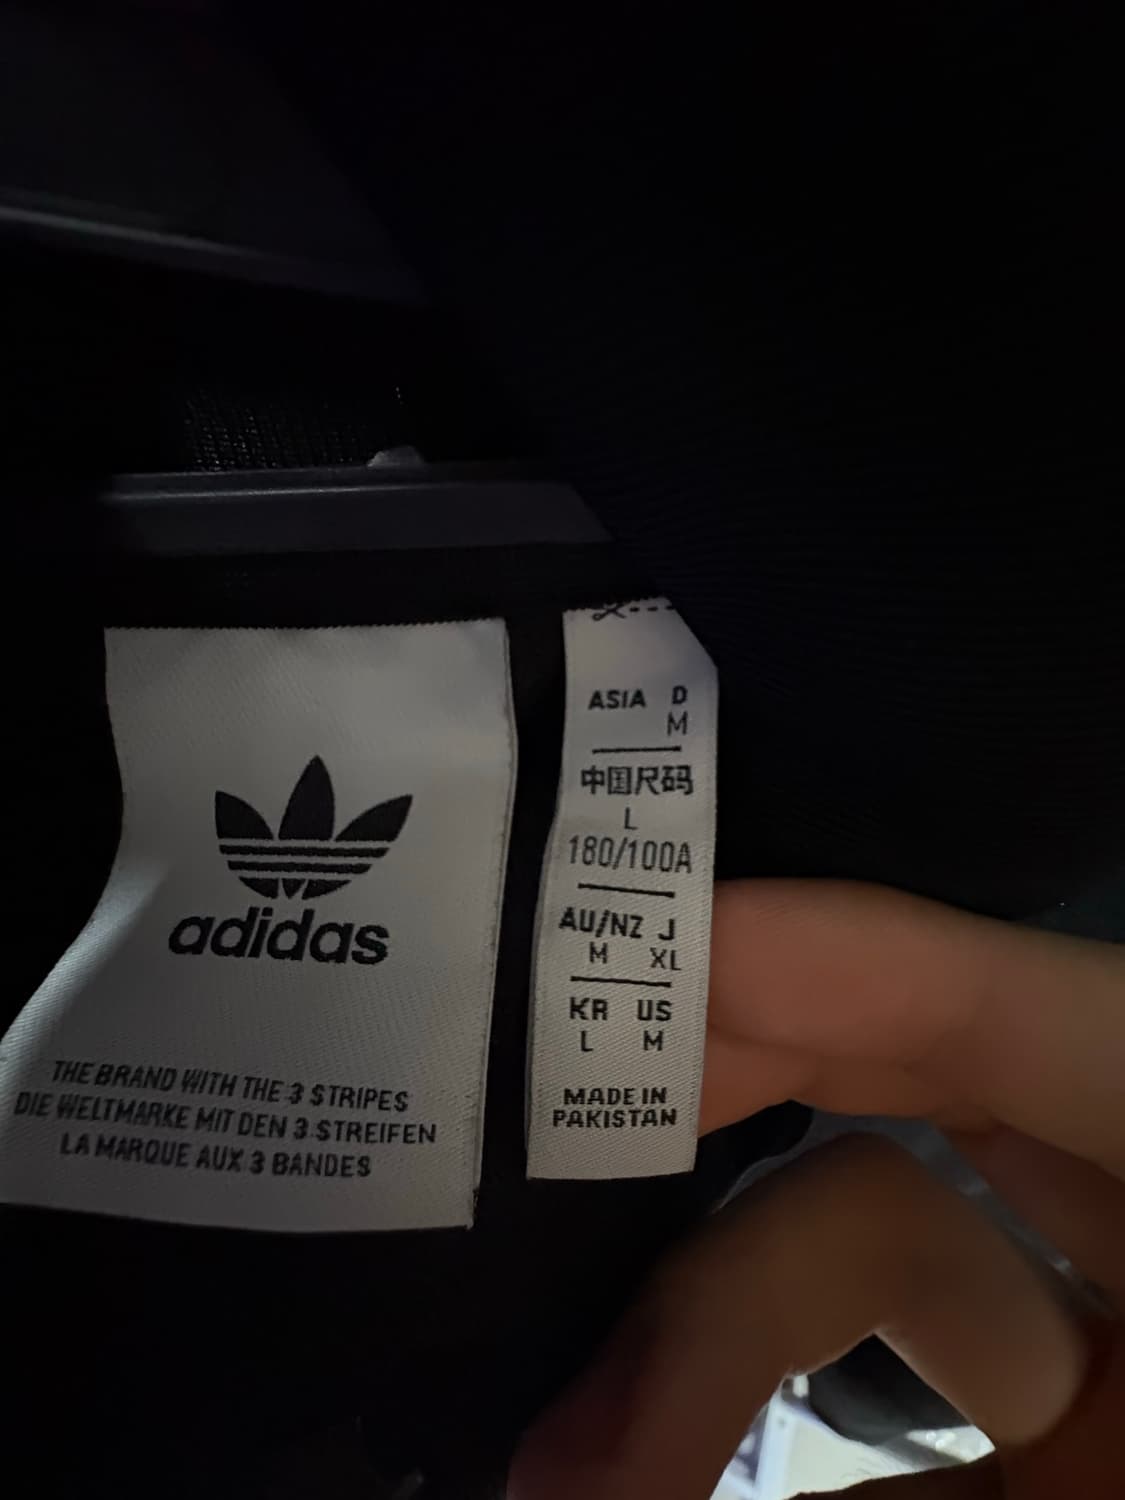 adidas
THE BRAND WITH THE 3 STRIPES
DIE WELTMARKE MIT DEN 3 STREIFEN
LA MARQUE AUX 3 BANDES
ASIA D
M
中国尺码
L
180/100A
AU/NZ J
M XL
KR US
L M
MADE IN
PAKISTAN